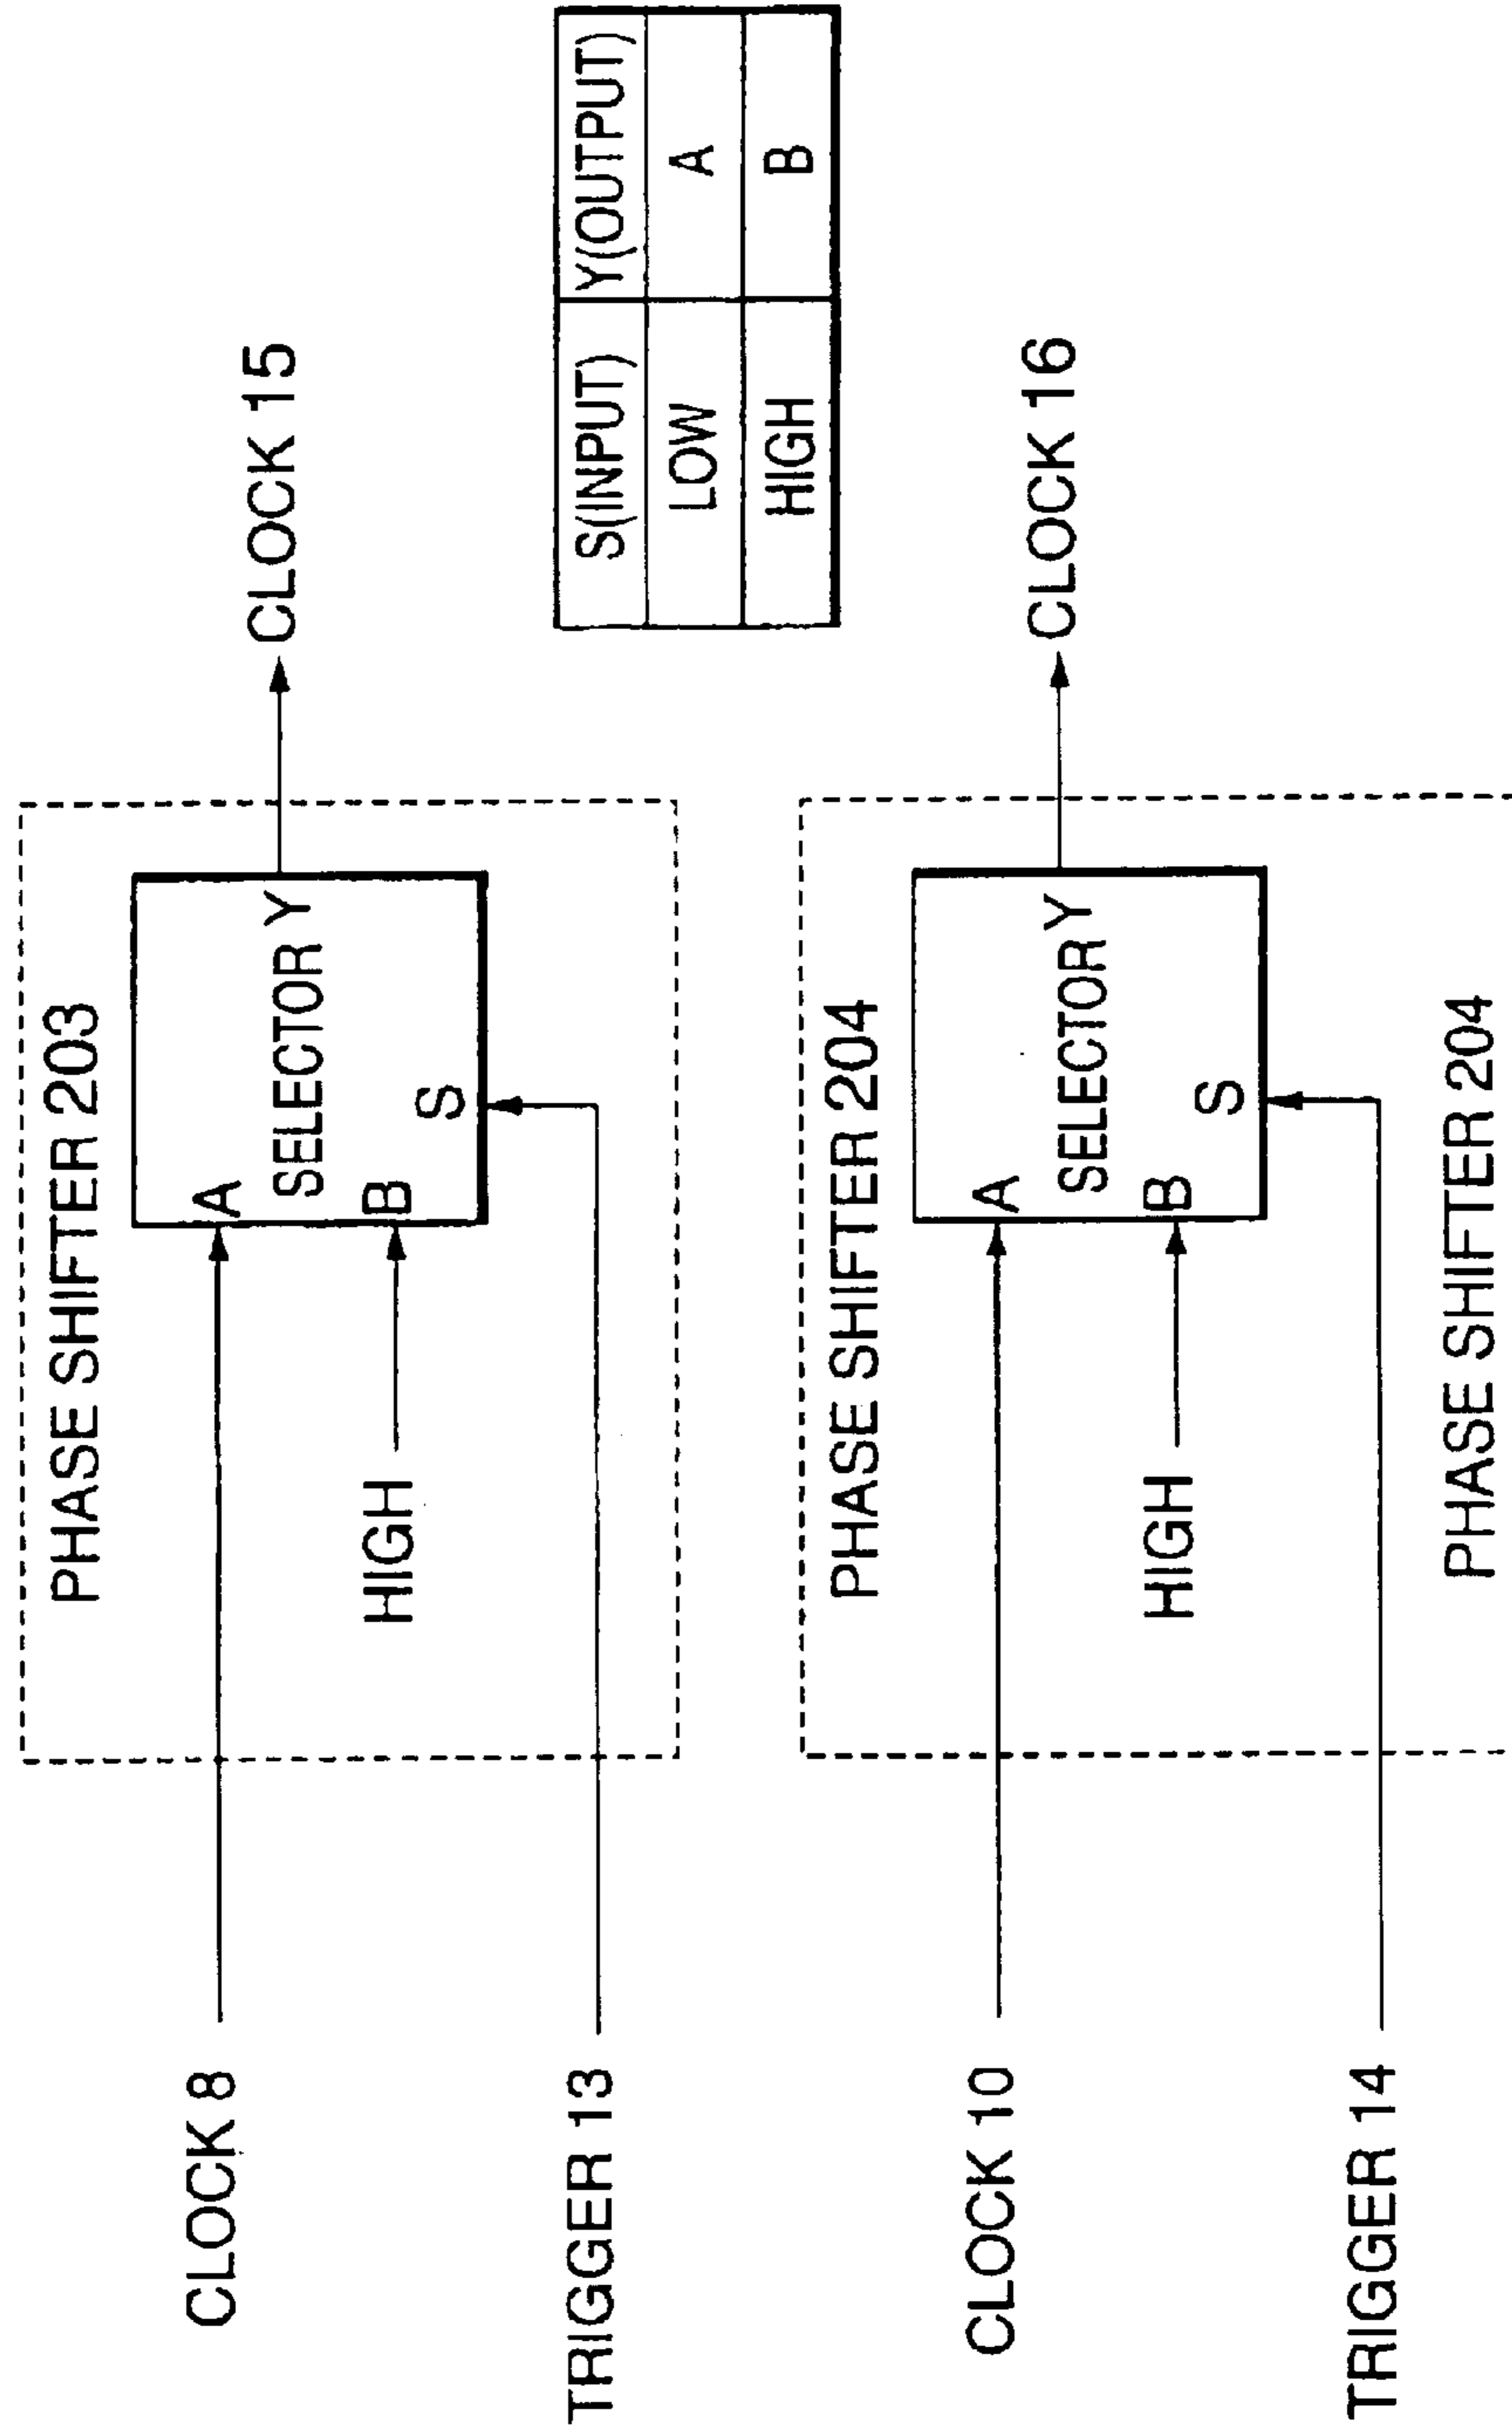 PHASE SHIFTER 203
CLOCK 8
A
SELECTOR Y
CLOCK 15
HIGH
B
S
TRIGGER 13
S(INPUT) Y(OUTPUT)
LOW A
HIGH B
PHASE SHIFTER 204
CLOCK 10
A
SELECTOR Y
CLOCK 16
HIGH
B
S
TRIGGER 14
PHASE SHIFTER 204